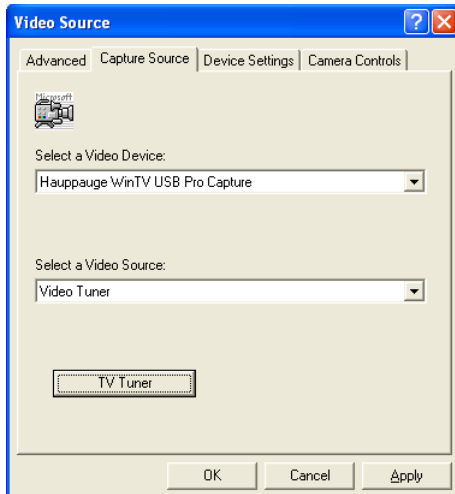 Video Source
Advanced Capture Source Device Settings Camera Controls
Microsoft
Select a Video Device:
Hauppauge WinTV USB Pro Capture
Select a Video Source:
Video Tuner
TV Tuner
OK Cancel Apply